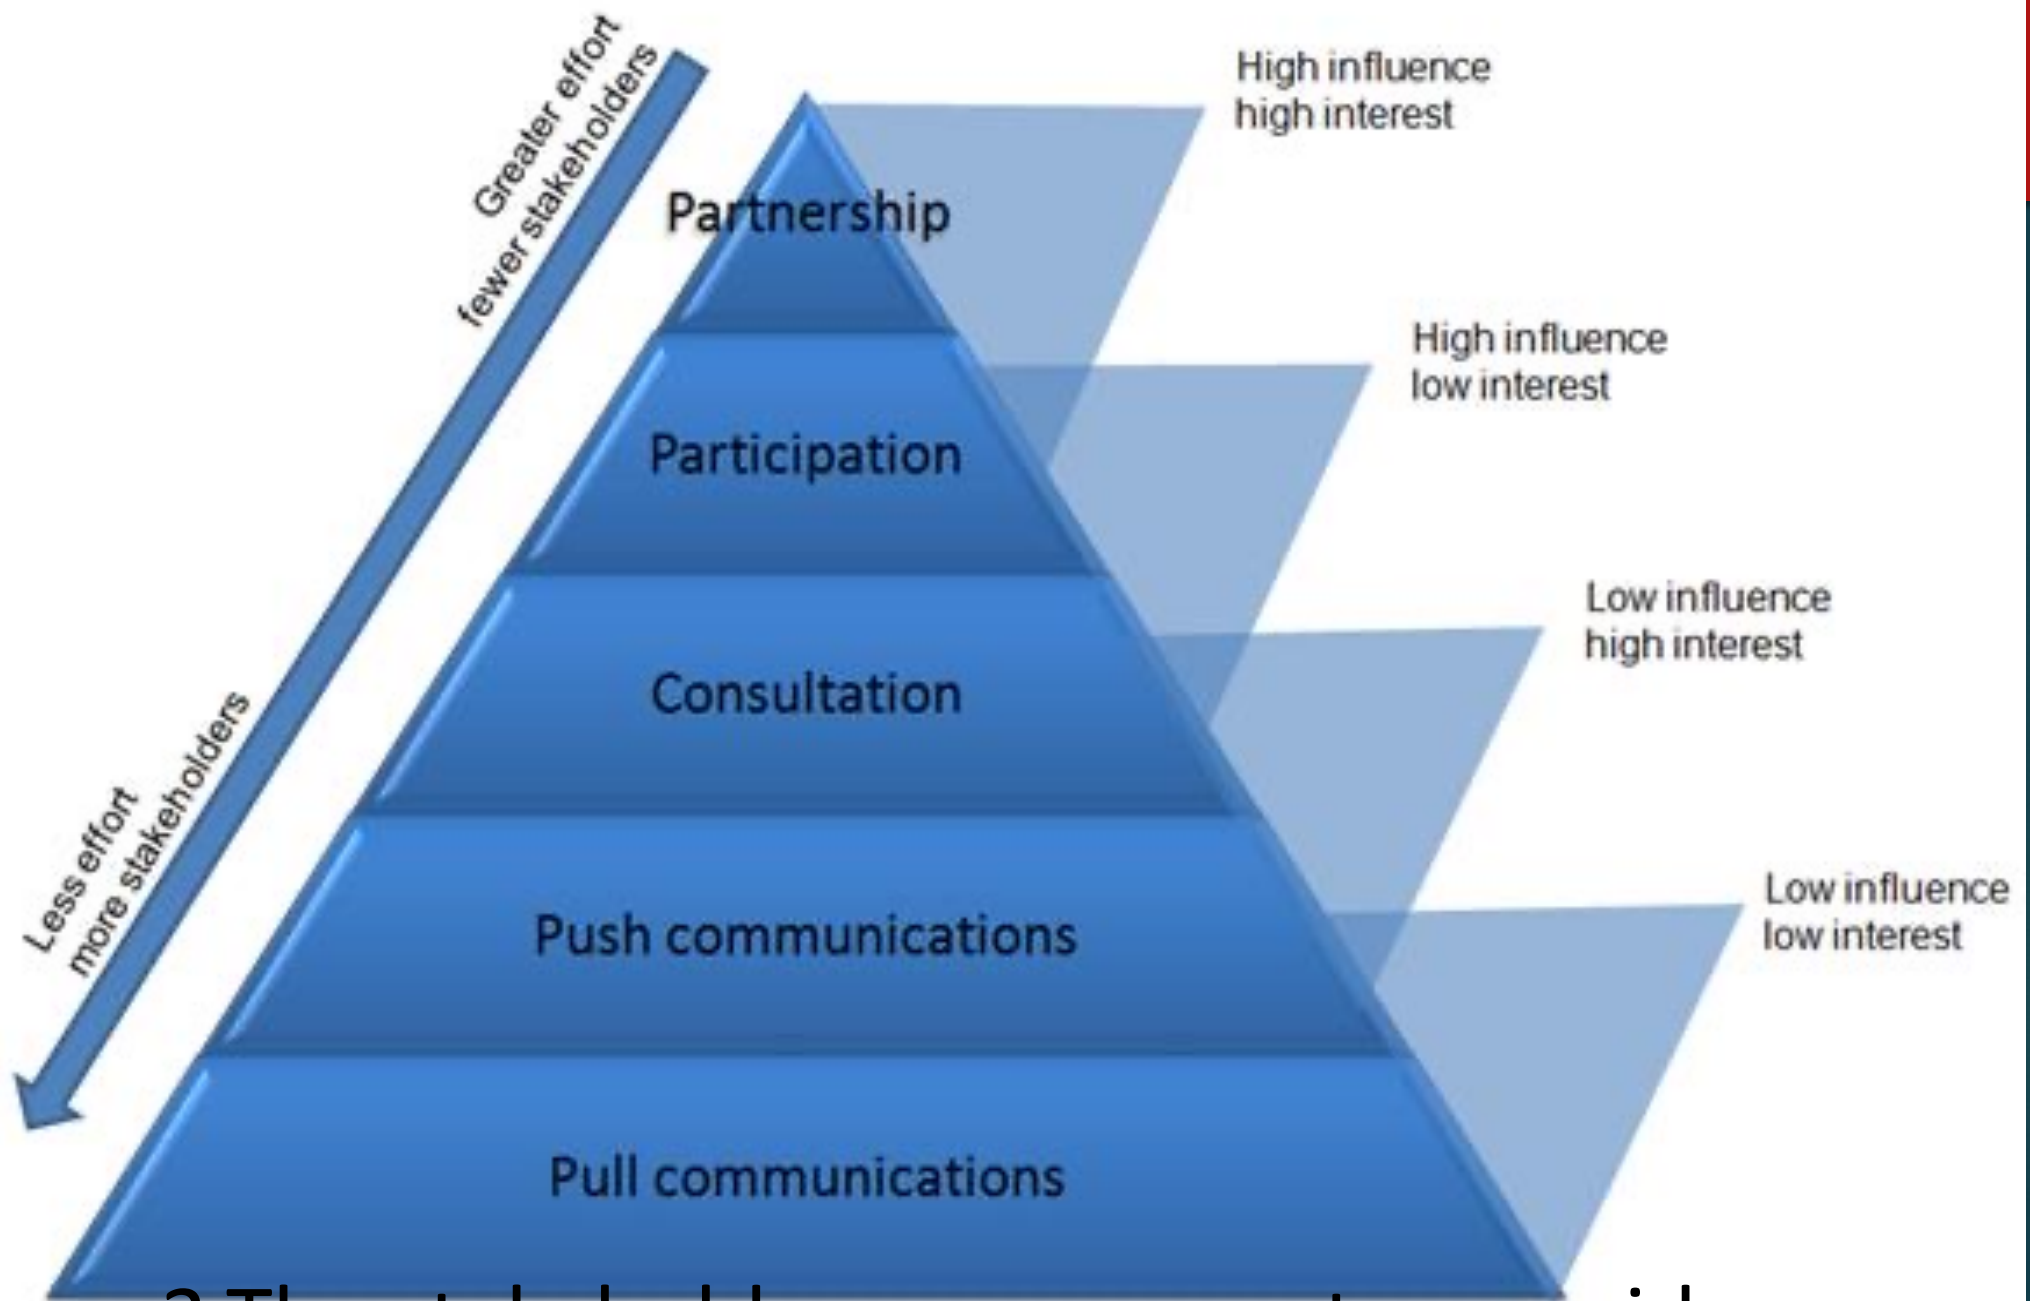 Greater effort
fewer stakeholders
High influence
high interest
Partnership
High influence
low interest
Participation
Low influence
high interest
Consultation
Less effort
more stakeholders
Low influence
low interest
Push communications
Pull communications